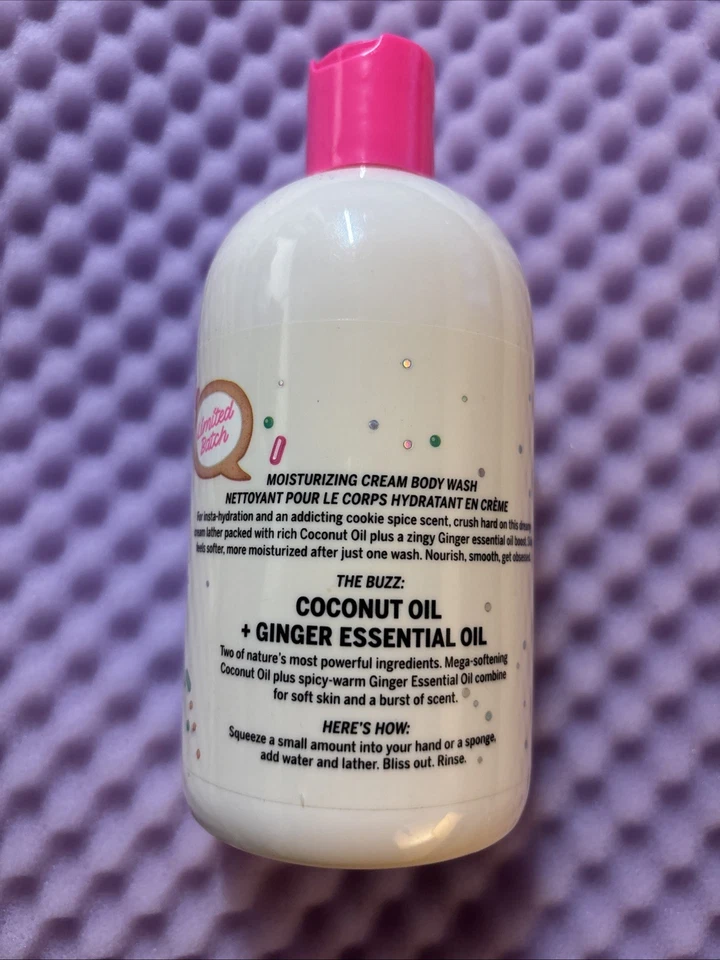 Limited
Batch
MOISTURIZING CREAM BODY WASH
NETTOYANT POUR LE CORPS HYDRATANT EN CRÈME
For insta-hydration and an addicting cookie spice scent, crush hard on this dreamy
cream lather packed with rich Coconut Oil plus a zingy Ginger essential oil boost.
feels softer, more moisturized after just one wash. Nourish, smooth, get obsessed.
THE BUZZ:
COCONUT OIL
+ GINGER ESSENTIAL OIL
Two of nature's most powerful ingredients. Mega-softening
Coconut Oil plus spicy-warm Ginger Essential Oil combine
for soft skin and a burst of scent.
HERE'S HOW:
Squeeze a small amount into your hand or a sponge,
add water and lather. Bliss out. Rinse.